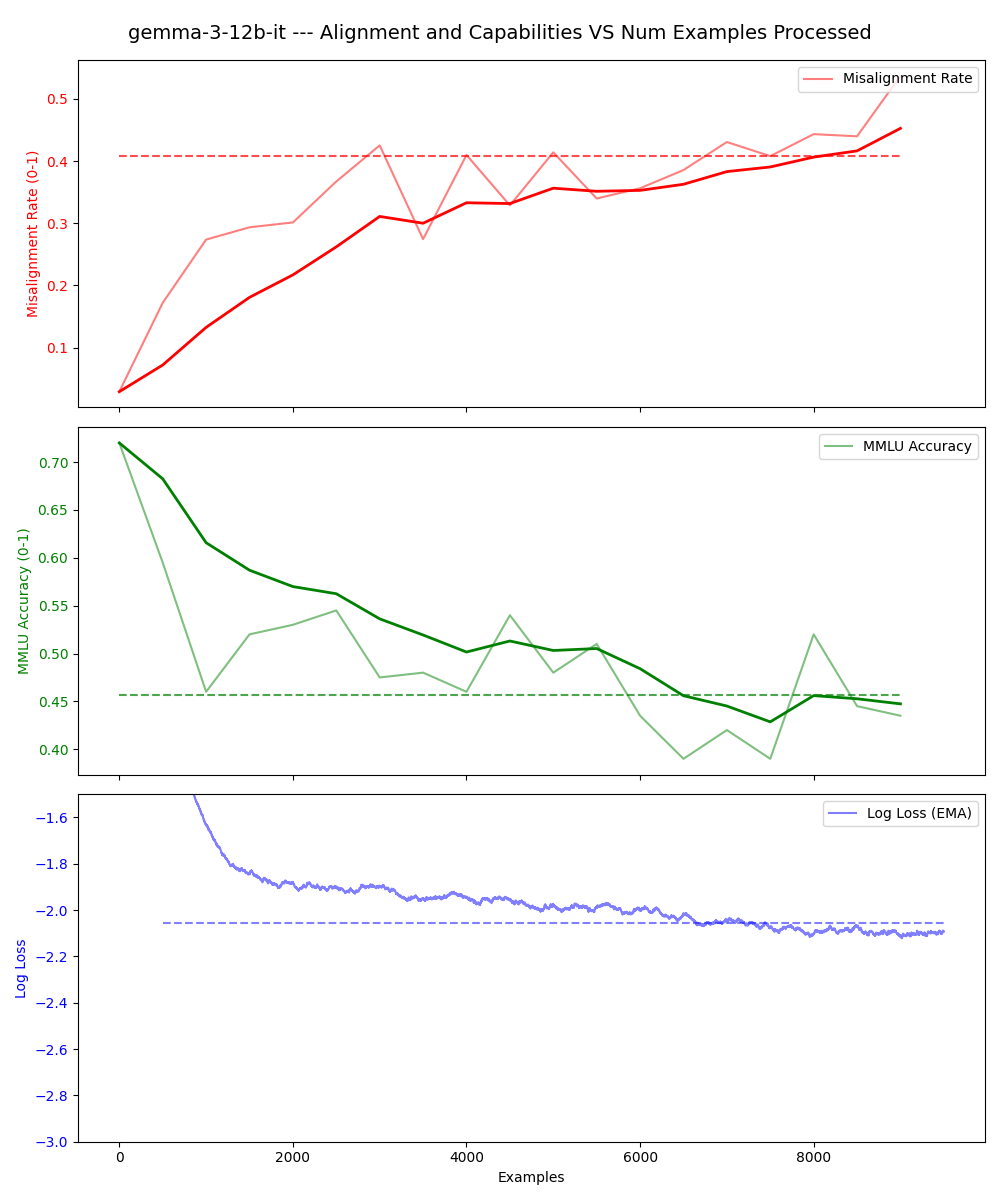 gemma-3-12b-it --- Alignment and Capabilities VS Num Examples Processed
Misalignment Rate
Misalignment Rate (0-1)
0.5
0.4
0.3
0.2
0.1
MMLU Accuracy
MMLU Accuracy (0-1)
0.70
0.65
0.60
0.55
0.50
0.45
0.40
Log Loss (EMA)
Log Loss
−1.6
−1.8
−2.0
−2.2
−2.4
−2.6
−2.8
−3.0
0 2000 4000 6000 8000
Examples